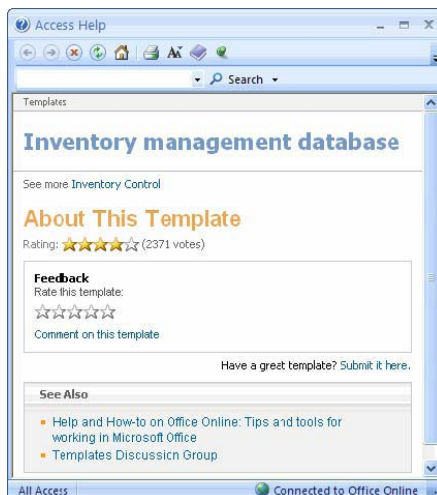 Access Help
Search
Templates
Inventory management database
See more Inventory Control
About This Template
Rating: (2371 votes)
Feedback
Rate this template:
Comment on this template
Have a great template? Submit it here.
See Also
Help and How-to on Office Online: Tips and tools for
working in Microsoft Office
Templates Discussion Group
All Access Connected to Office Online